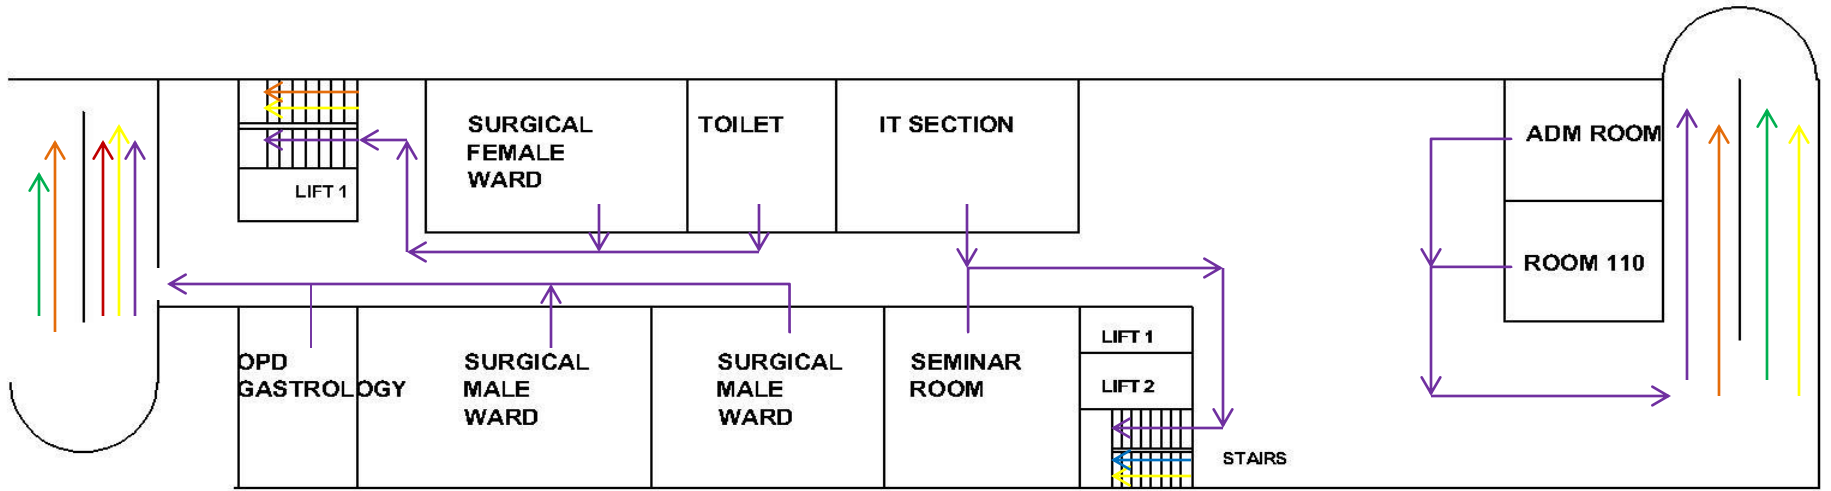 SURGICAL
FEMALE
WARD
TOILET
IT SECTION
ADM ROOM
LIFT 1
ROOM 110
OPD
GASTROLOGY
SURGICAL
MALE
WARD
SURGICAL
MALE
WARD
SEMINAR
ROOM
LIFT 1
LIFT 2
STAIRS